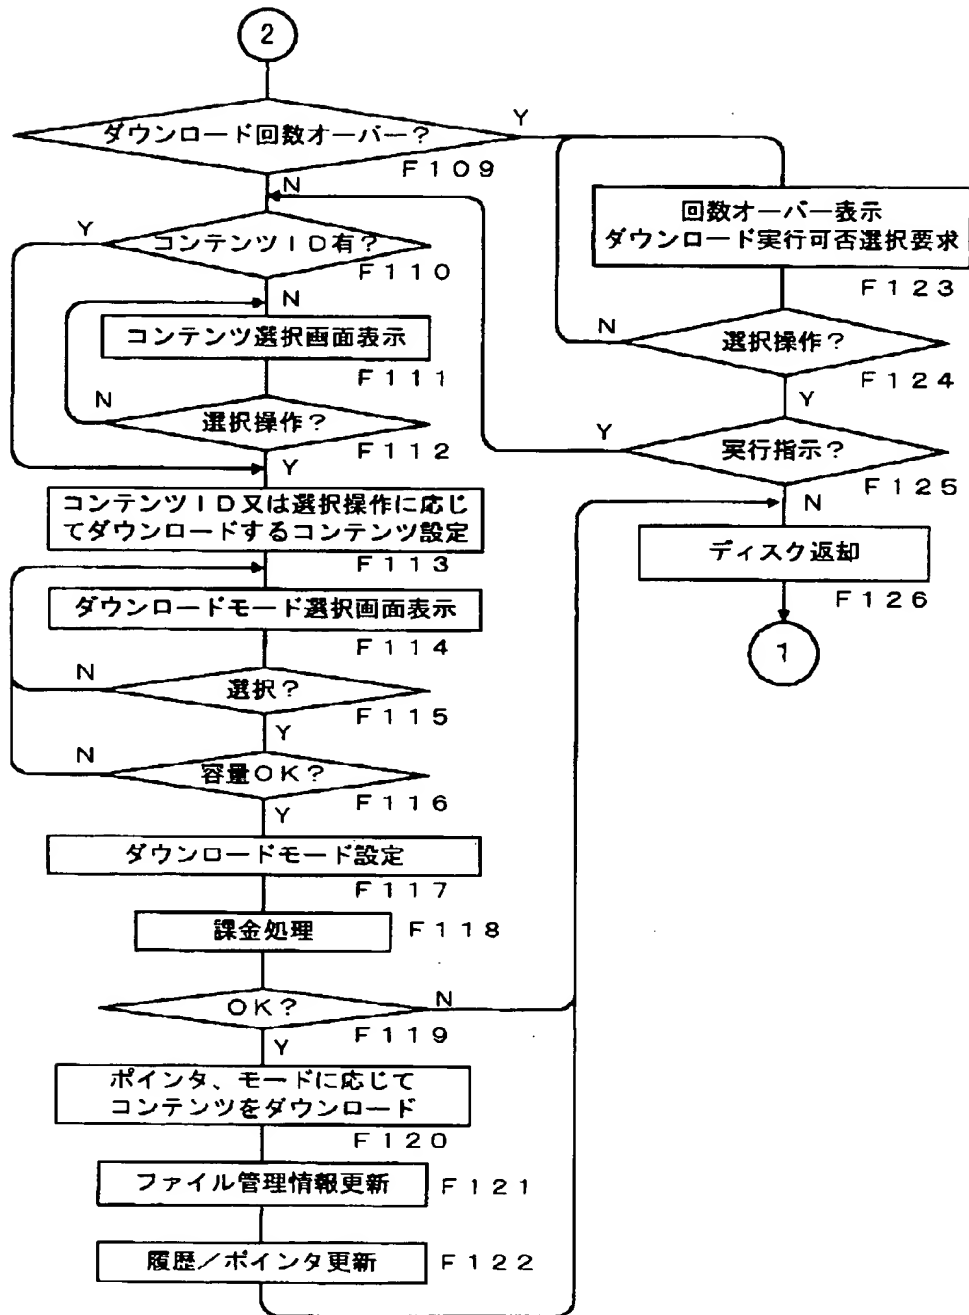 2
ダウンロード回数オーバー？
Y
F109
N
Y
コンテンツID有？
F110
N
コンテンツ選択画面表示
F111
N
選択操作？
F112
Y
コンテンツID又は選択操作に応じ
てダウンロードするコンテンツ設定
F113
ダウンロードモード選択画面表示
F114
N
選択？
F115
Y
N
容量OK？
F116
Y
ダウンロードモード設定
F117
課金処理
F118
OK？
N
F119
Y
ポインタ、モードに応じて
コンテンツをダウンロード
F120
ファイル管理情報更新
F121
履歴／ポインタ更新
F122
回数オーバー表示
ダウンロード実行可否選択要求
F123
N
選択操作？
F124
Y
Y
実行指示？
F125
N
ディスク返却
F126
1